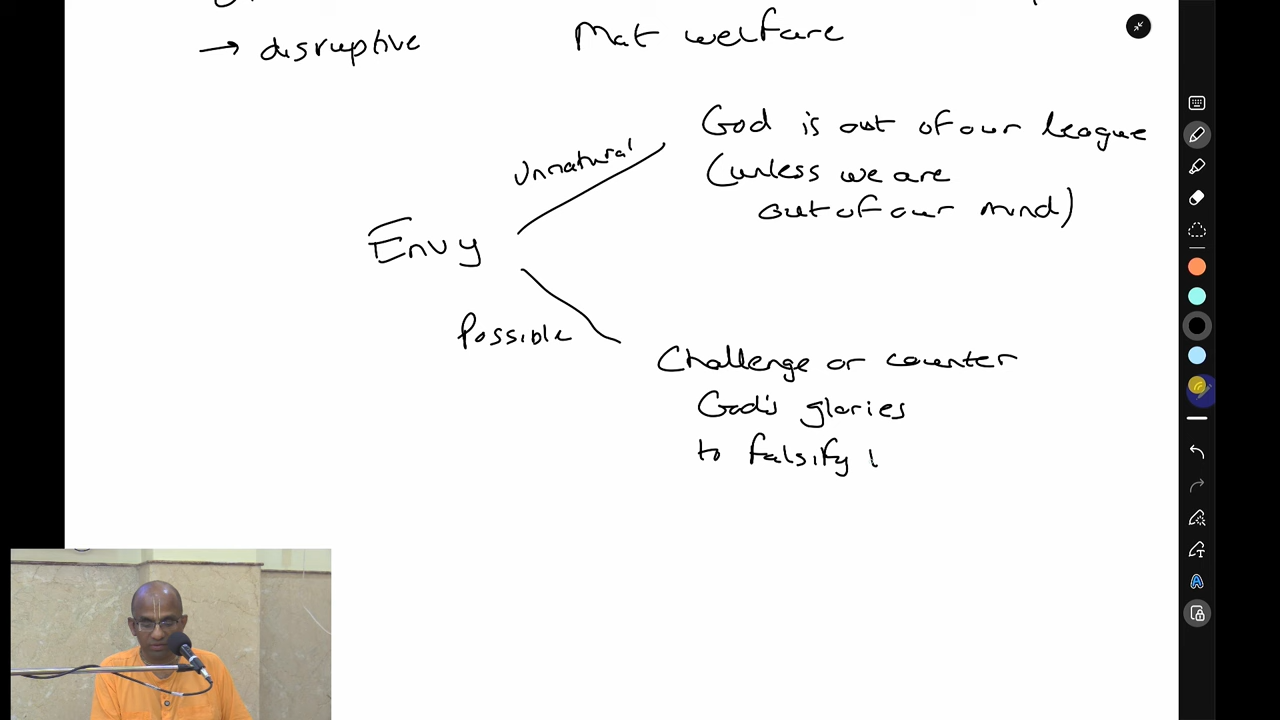 → disruptive
Mat welfare
Unnatural
God is out of our league
(unless we are
out of our mind)
Envy
Possible
Challenge or counter
God's glories
to falsify